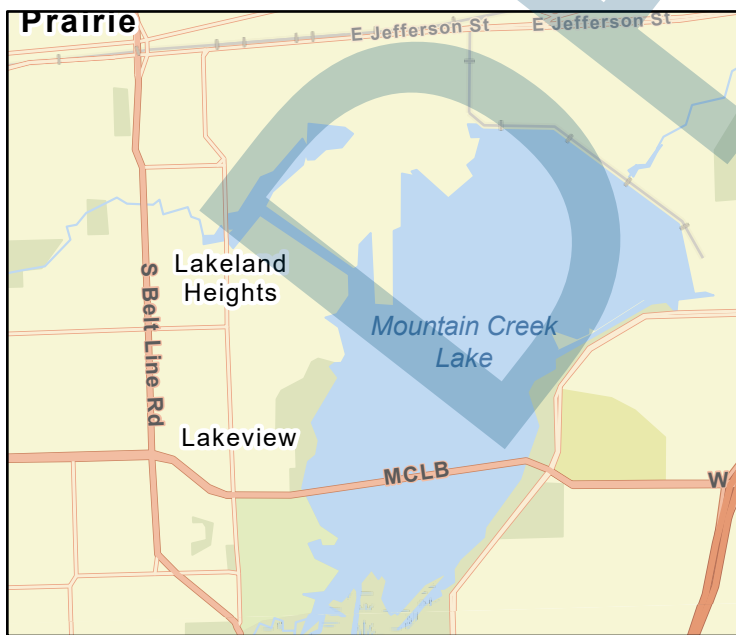 Prairie
E Jefferson St
E Jefferson St
Lakeland
Heights
S Belt Line Rd
Mountain Creek
Lake
Lakeview
MCLB
W